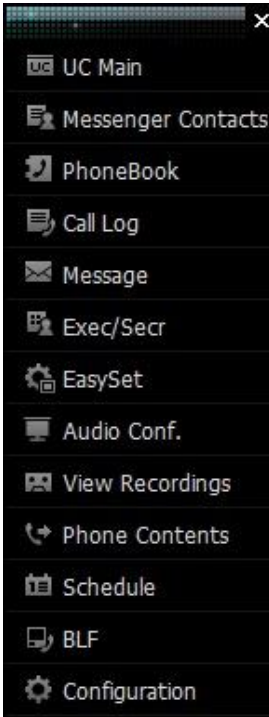 UC UC Main
Messenger Contacts
PhoneBook
Call Log
Message
Exec/Secr
EasySet
Audio Conf.
View Recordings
Phone Contents
Schedule
BLF
Configuration